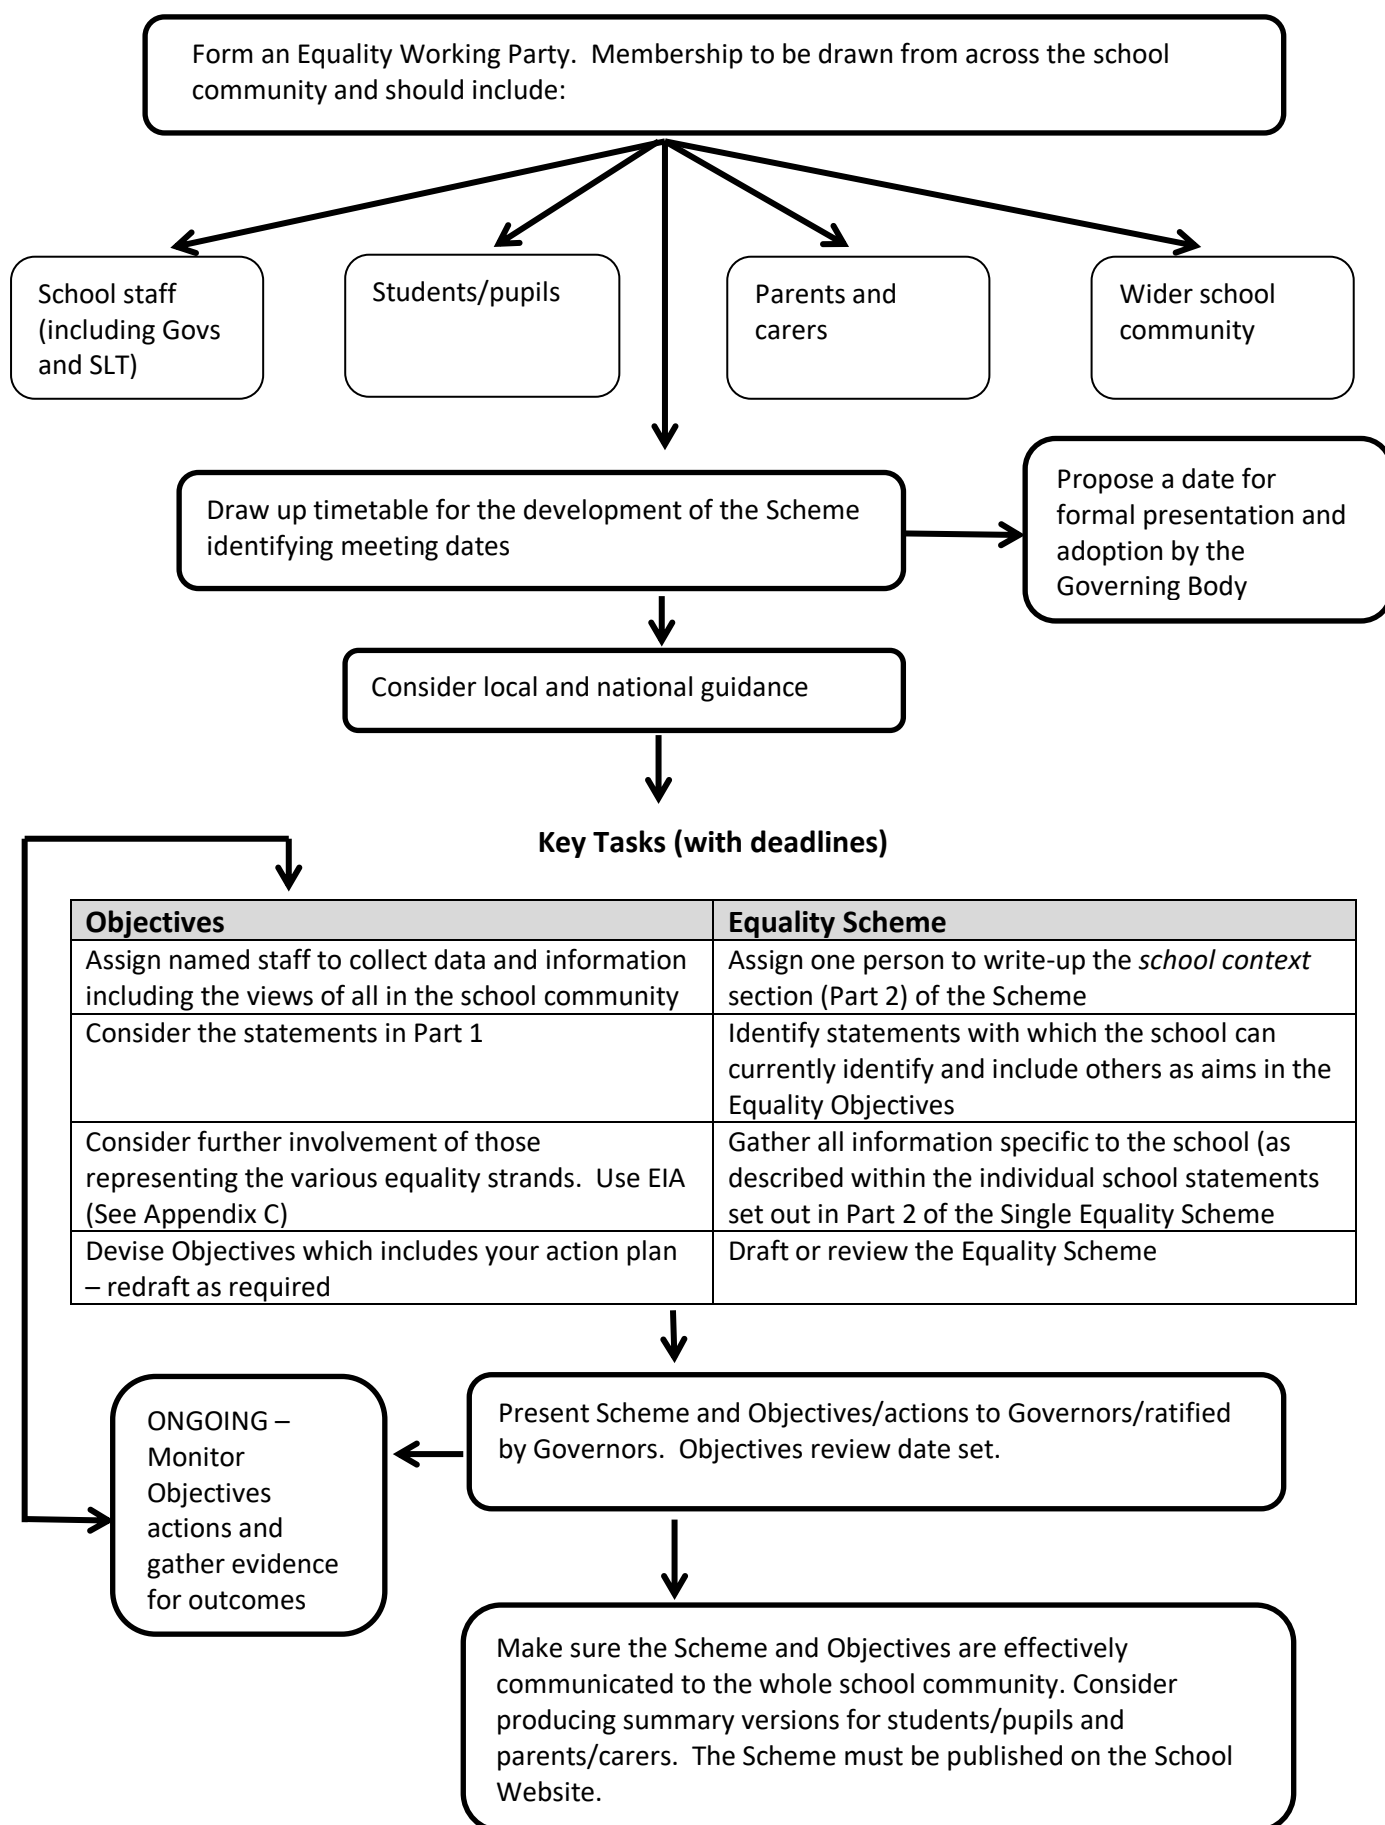 Form an Equality Working Party.  Membership to be drawn from across the school
community and should include:
School staff
(including Govs
and SLT)
Students/pupils
Parents and
carers
Wider school
community
Draw up timetable for the development of the Scheme
identifying meeting dates
Propose a date for
formal presentation and
adoption by the
Governing Body
Consider local and national guidance
Key Tasks (with deadlines)
Objectives
Equality Scheme
Assign named staff to collect data and information
including the views of all in the school community
Assign one person to write-up the school context
section (Part 2) of the Scheme
Consider the statements in Part 1
Identify statements with which the school can
currently identify and include others as aims in the
Equality Objectives
Consider further involvement of those
representing the various equality strands.  Use EIA
(See Appendix C)
Gather all information specific to the school (as
described within the individual school statements
set out in Part 2 of the Single Equality Scheme
Devise Objectives which includes your action plan
– redraft as required
Draft or review the Equality Scheme
ONGOING –
Monitor
Objectives
actions and
gather evidence
for outcomes
Present Scheme and Objectives/actions to Governors/ratified
by Governors.  Objectives review date set.
Make sure the Scheme and Objectives are effectively
communicated to the whole school community. Consider
producing summary versions for students/pupils and
parents/carers.  The Scheme must be published on the School
Website.